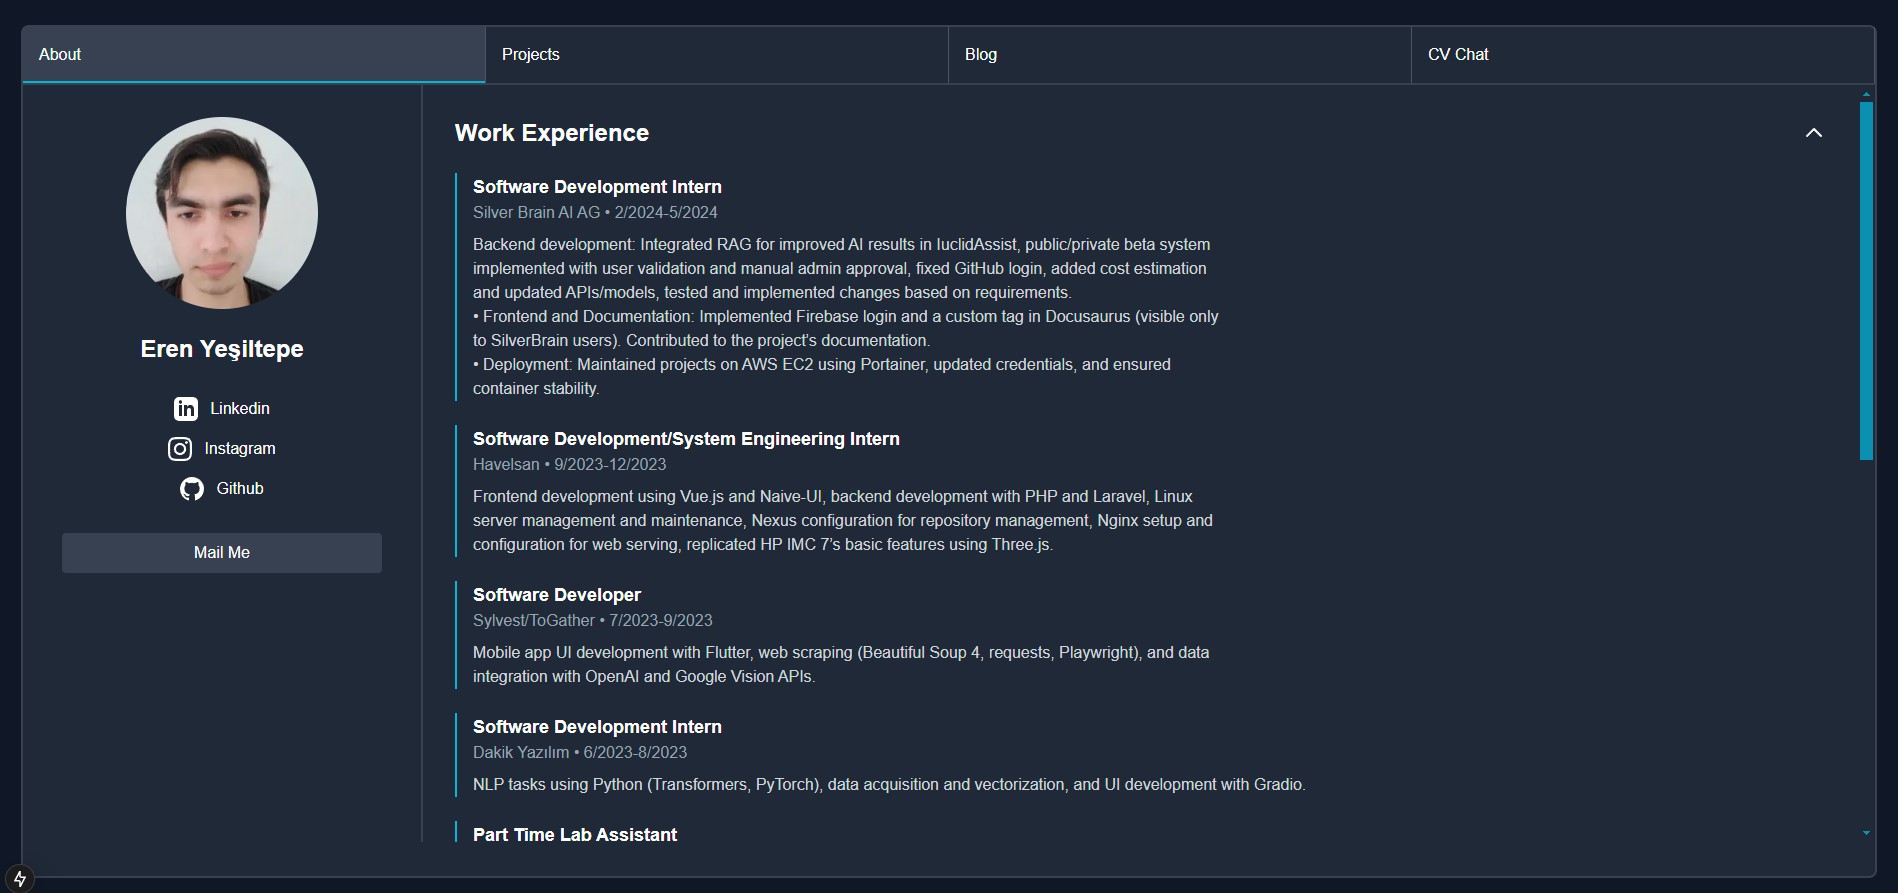 About
Projects
Blog
CV Chat
Eren Yeşiltepe
Linkedin
Instagram
Github
Mail Me
Work Experience
Software Development Intern
Silver Brain AI AG • 2/2024-5/2024
Backend development: Integrated RAG for improved AI results in IuclidAssist, public/private beta system
implemented with user validation and manual admin approval, fixed GitHub login, added cost estimation
and updated APIs/models, tested and implemented changes based on requirements.
• Frontend and Documentation: Implemented Firebase login and a custom tag in Docusaurus (visible only
to SilverBrain users). Contributed to the project’s documentation.
• Deployment: Maintained projects on AWS EC2 using Portainer, updated credentials, and ensured
container stability.
Software Development/System Engineering Intern
Havelsan • 9/2023-12/2023
Frontend development using Vue.js and Naive-UI, backend development with PHP and Laravel, Linux
server management and maintenance, Nexus configuration for repository management, Nginx setup and
configuration for web serving, replicated HP IMC 7’s basic features using Three.js.
Software Developer
Sylvest/ToGather • 7/2023-9/2023
Mobile app UI development with Flutter, web scraping (Beautiful Soup 4, requests, Playwright), and data
integration with OpenAI and Google Vision APIs.
Software Development Intern
Dakik Yazılım • 6/2023-8/2023
NLP tasks using Python (Transformers, PyTorch), data acquisition and vectorization, and UI development with Gradio.
Part Time Lab Assistant